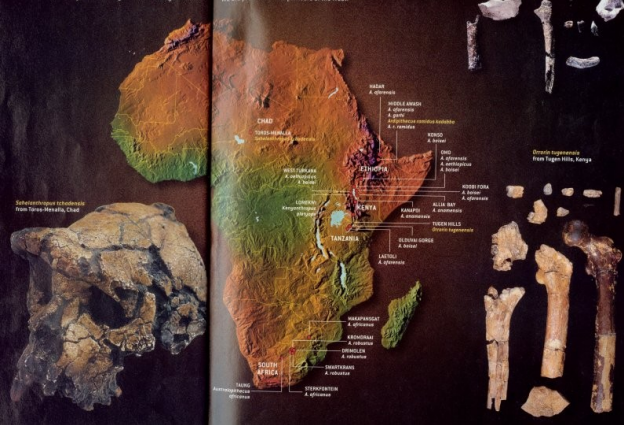 HADAR
A. afarensis
MIDDLE AWASH
A. afarensis
A. garhi
Ardipithecus ramidus kadabba
A. r. ramidus
KONSO
A. boisei
OMO
A. afarensis
A. aethiopicus
A. boisei
CHAD
TOROS-MENALLA
Sahelanthropus tchadensis
ETHIOPIA
WEST TURKANA
A. aethiopicus
A. boisei
KOOBI FORA
A. boisei
A. afarensis
LOMEKWI
Kenyanthropus
platyops
KENYA
KANAPOI
A. anamensis
ALLIA BAY
A. anamensis
TUGEN HILLS
Orrorin tugenensis
TANZANIA
OLDUVAI GORGE
A. boisei
LAETOLI
A. afarensis
Orrorin tugenensis
from Tugen Hills, Kenya
Sahelanthropus tchadensis
from Toros-Menalla, Chad
MAKAPANSGAT
A. africanus
KROMDRAAI
A. robustus
DRIMOLEN
A. robustus
SWARTKRANS
A. robustus
SOUTH
AFRICA
TAUNG
Australopithecus
africanus
STERKFONTEIN
A. africanus